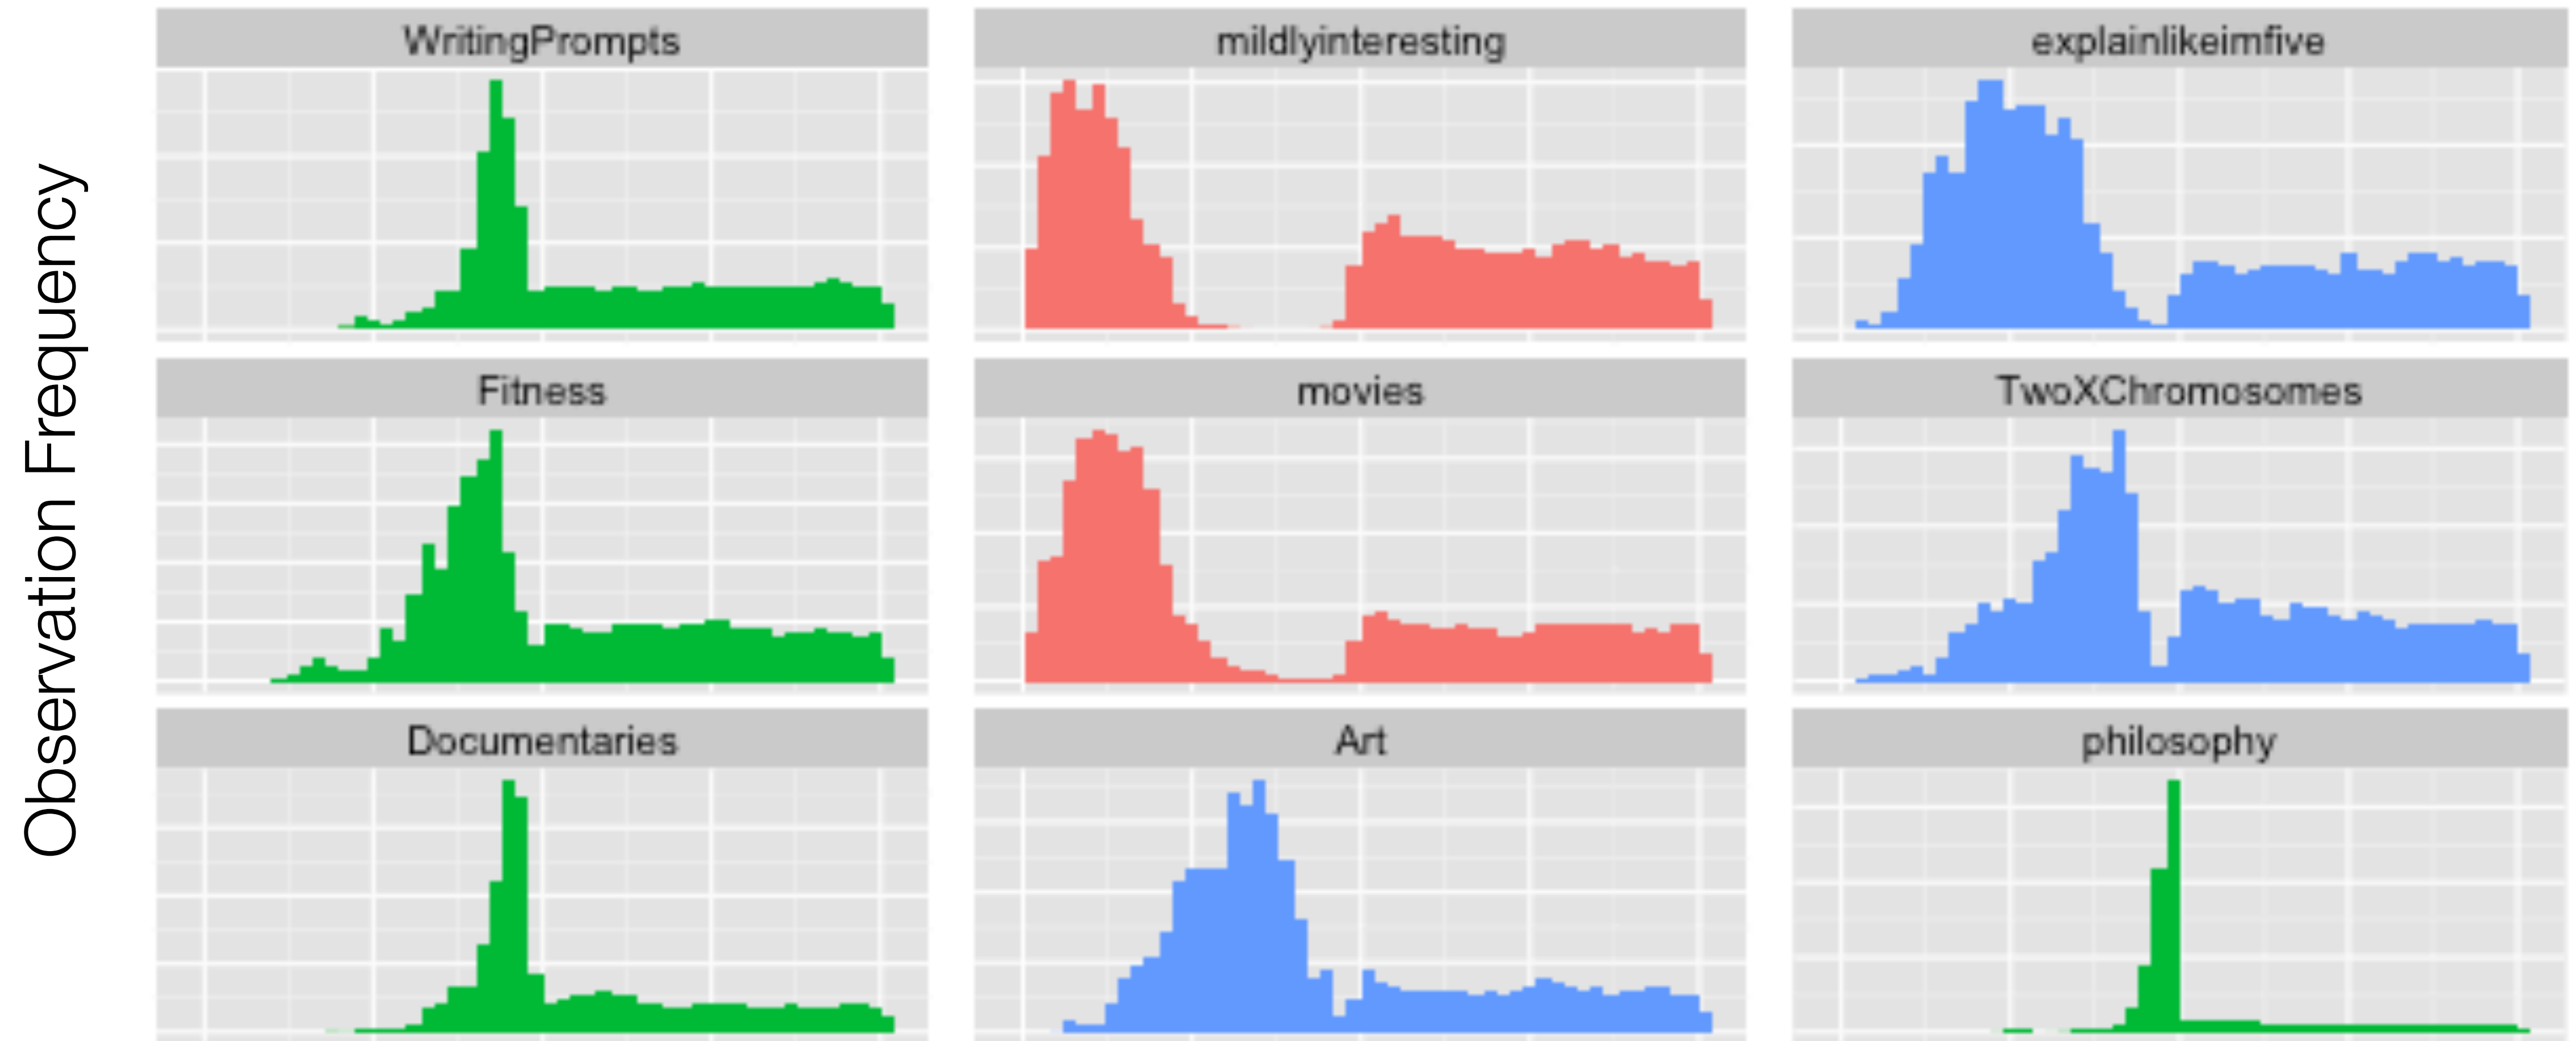 Observation Frequency
WritingPrompts
mildlyinteresting
explainlikeimfive
Fitness
movies
TwoXChromosomes
Documentaries
Art
philosophy